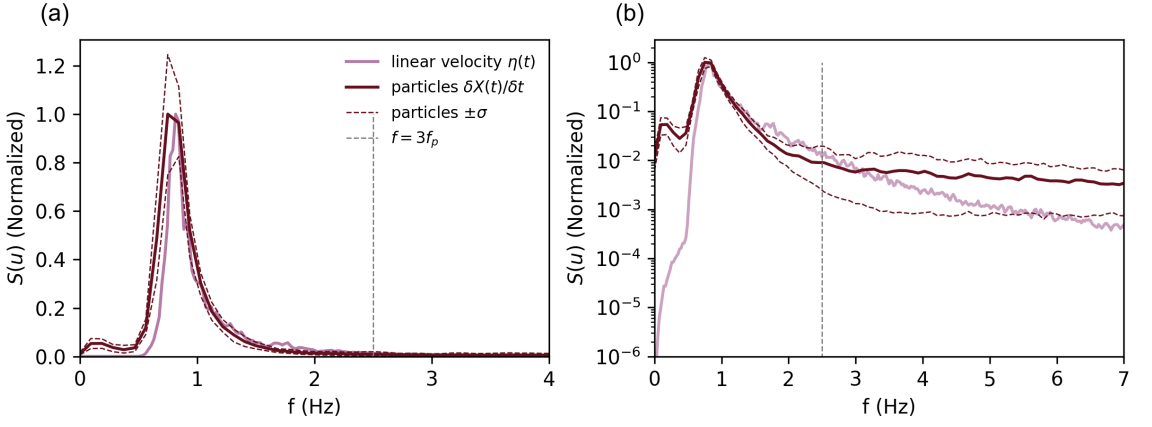 (a)
(b)
S(u) (Normalized)
1.2
1.0
0.8
0.6
0.4
0.2
0.0
linear velocity η(t)
particles δX(t)/δt
particles ±σ
f = 3f_p
0 1 2 3 4
f (Hz)
S(u) (Normalized)
10⁰
10⁻¹
10⁻²
10⁻³
10⁻⁴
10⁻⁵
10⁻⁶
0 1 2 3 4 5 6 7
f (Hz)